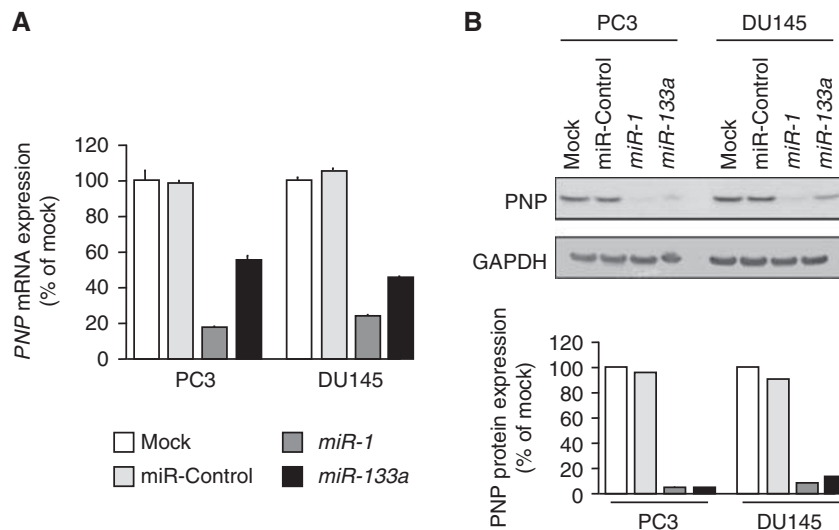 A
PNP mRNA expression
(% of mock)
120
100
80
60
40
20
0
PC3
DU145
Mock
miR-Control
miR-1
miR-133a
B
PC3
DU145
Mock
miR-Control
miR-1
miR-133a
Mock
miR-Control
miR-1
miR-133a
PNP
GAPDH
PNP protein expression
(% of mock)
120
100
80
60
40
20
0
PC3
DU145